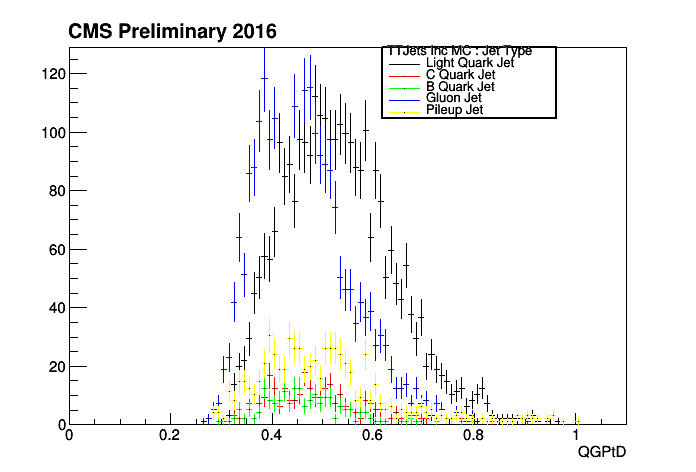 CMS Preliminary 2016
TTJets Inc MC : Jet Type
Light Quark Jet
C Quark Jet
B Quark Jet
Gluon Jet
Pileup Jet
120
100
80
60
40
20
0
0 0.2 0.4 0.6 0.8 1
QGPtD